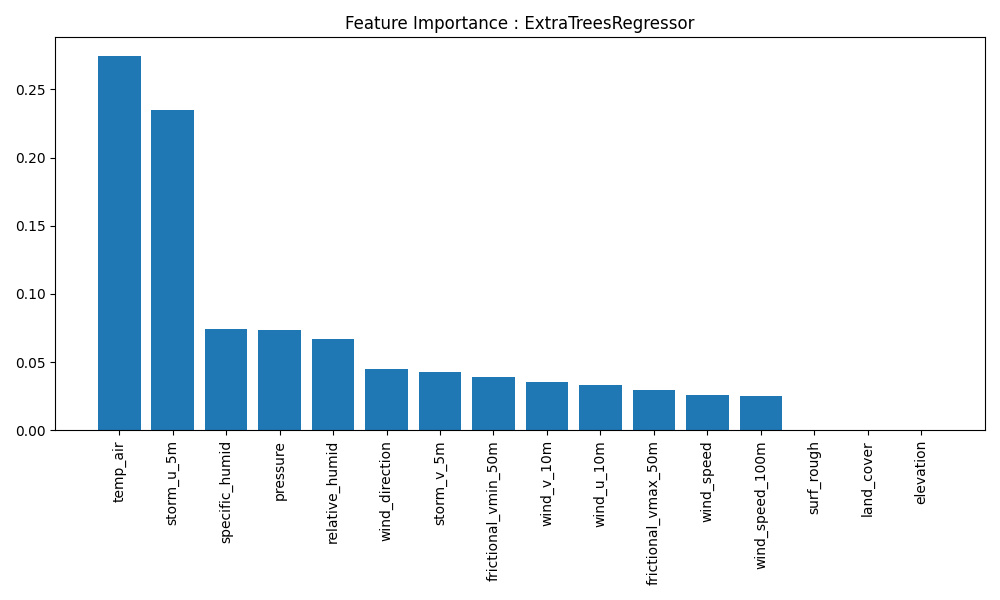 Feature Importance : ExtraTreesRegressor
0.25
0.20
0.15
0.10
0.05
0.00
temp_air
storm_u_5m
specific_humid
pressure
relative_humid
wind_direction
storm_v_5m
frictional_vmin_50m
wind_v_10m
wind_u_10m
frictional_vmax_50m
wind_speed
wind_speed_100m
surf_rough
land_cover
elevation